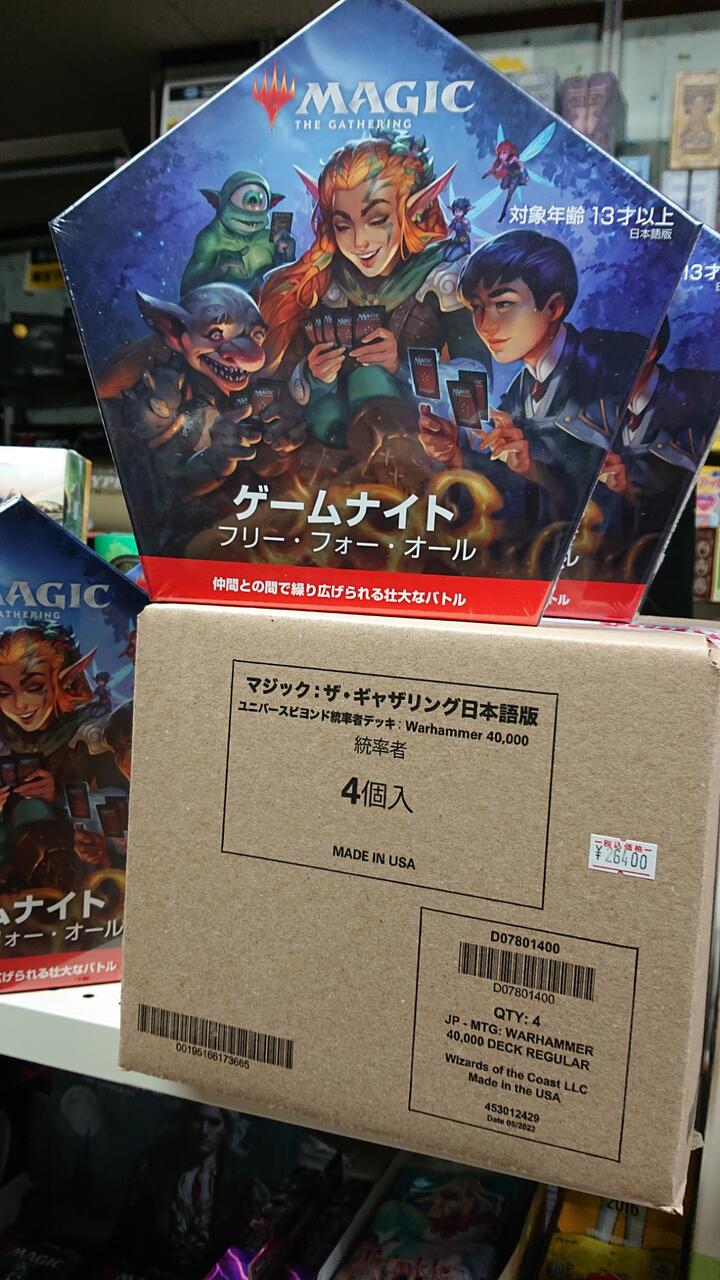 MAGIC
THE GATHERING
対象年齢 13才以上
日本語版
13才
ゲームナイト
フリー・フォー・オール
仲間との間で繰り広げられる壮大なバトル
トル
AGIC
ATHERING
ムナイト
ォー・オール
げられる壮大なバトル
マジック:ザ・ギャザリング日本語版
ユニバースビヨンド統率者デッキ:Warhammer 40,000
統率者
4個入
MADE IN USA
税込価格
¥26400
D07801400
D07801400
QTY: 4
JP - MTG: WARHAMMER
40,000 DECK REGULAR
Wizards of the Coast LLC
Made in the USA
453012429
Date 05/2022
00195166173665
MAGIC
2016